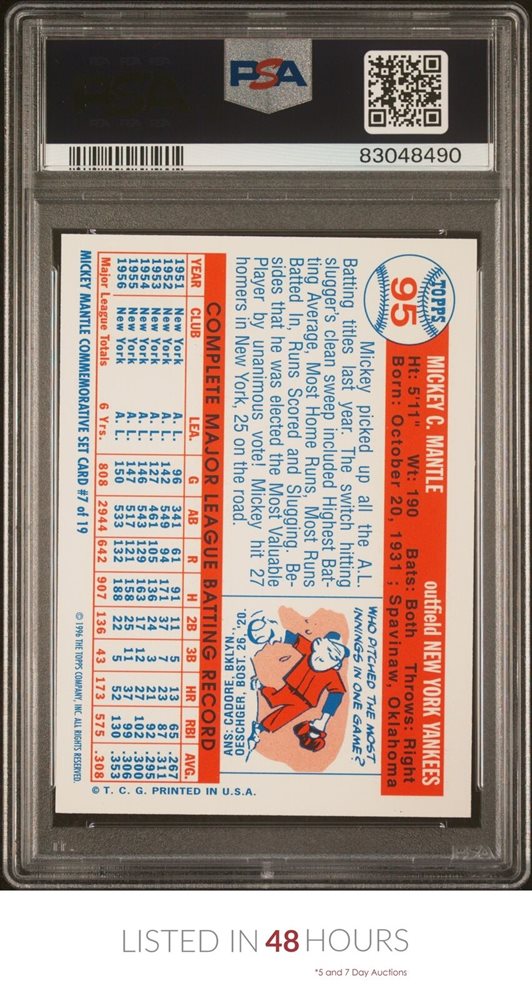 PSA
83048490
TOPPS
95
MICKEY C. MANTLE outfield NEW YORK YANKEES
Ht: 5'11" Wt: 190 Bats: Both Throws: Right
Born: October 20, 1931; Spavinaw, Oklahoma
Mickey picked up all the A.L.
Batting titles last year. The switch hitting
slugger's clean sweep included Highest Bat-
ting Average, Most Home Runs, Most Runs
Batted In, Runs Scored and Slugging. Be-
sides that he was elected the Most Valuable
Player by unanimous vote! Mickey hit 27
homers in New York, 25 on the road.
WHO PITCHED THE MOST
INNINGS IN ONE GAME?
ANS: CADORE, BKLYN
OESCHGER, BOST. 26, '20.
COMPLETE MAJOR LEAGUE BATTING RECORD
YEAR CLUB LEA. G AB R H 2B 3B HR RBI AVG.
1951 New York A. L. 96 341 61 91 11 5 13 65 .267
1952 New York A. L. 142 549 94 171 37 7 23 87 .311
1953 New York A. L. 127 461 105 136 24 3 21 92 .295
1954 New York A. L. 146 543 129 163 17 12 27 102 .300
1955 New York A. L. 147 517 121 158 25 11 37 99 .306
1956 New York A. L. 150 533 132 188 22 5 52 130 .353
Major League Totals 6 Yrs. 808 2944 642 907 136 43 173 575 .308
MICKEY MANTLE COMMEMORATIVE SET CARD #7 of 19
© 1996 THE TOPPS COMPANY, INC. ALL RIGHTS RESERVED.
© T. C. G. PRINTED IN U.S.A.
LISTED IN 48 HOURS
*5 and 7 Day Auctions